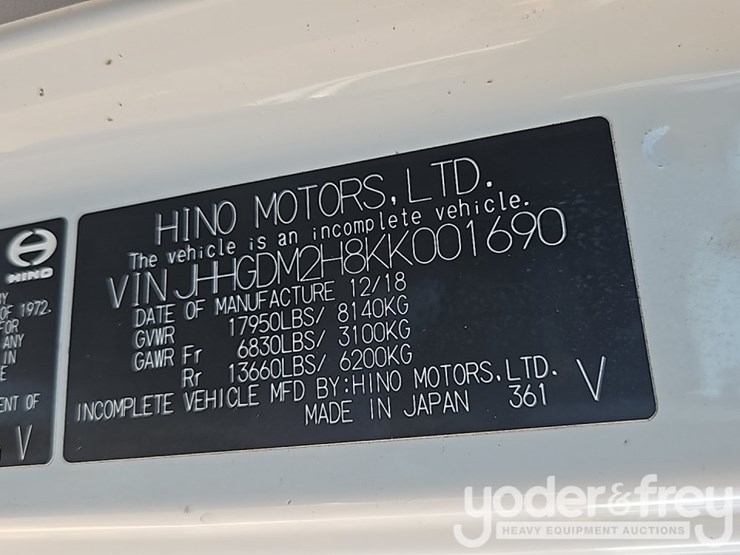 HINO
OF 1972.
FOR
ANY
IN
E
ENT OF
V
HINO MOTORS, LTD.
The vehicle is an incomplete vehicle.
VIN JHHGDM2H8KK001690
DATE OF MANUFACTURE 12/18
GVWR 17950LBS/ 8140KG
GAWR Fr 6830LBS/ 3100KG
Rr 13660LBS/ 6200KG
INCOMPLETE VEHICLE MFD BY:HINO MOTORS,LTD.
MADE IN JAPAN 361 V
yoder&frey
HEAVY EQUIPMENT AUCTIONS